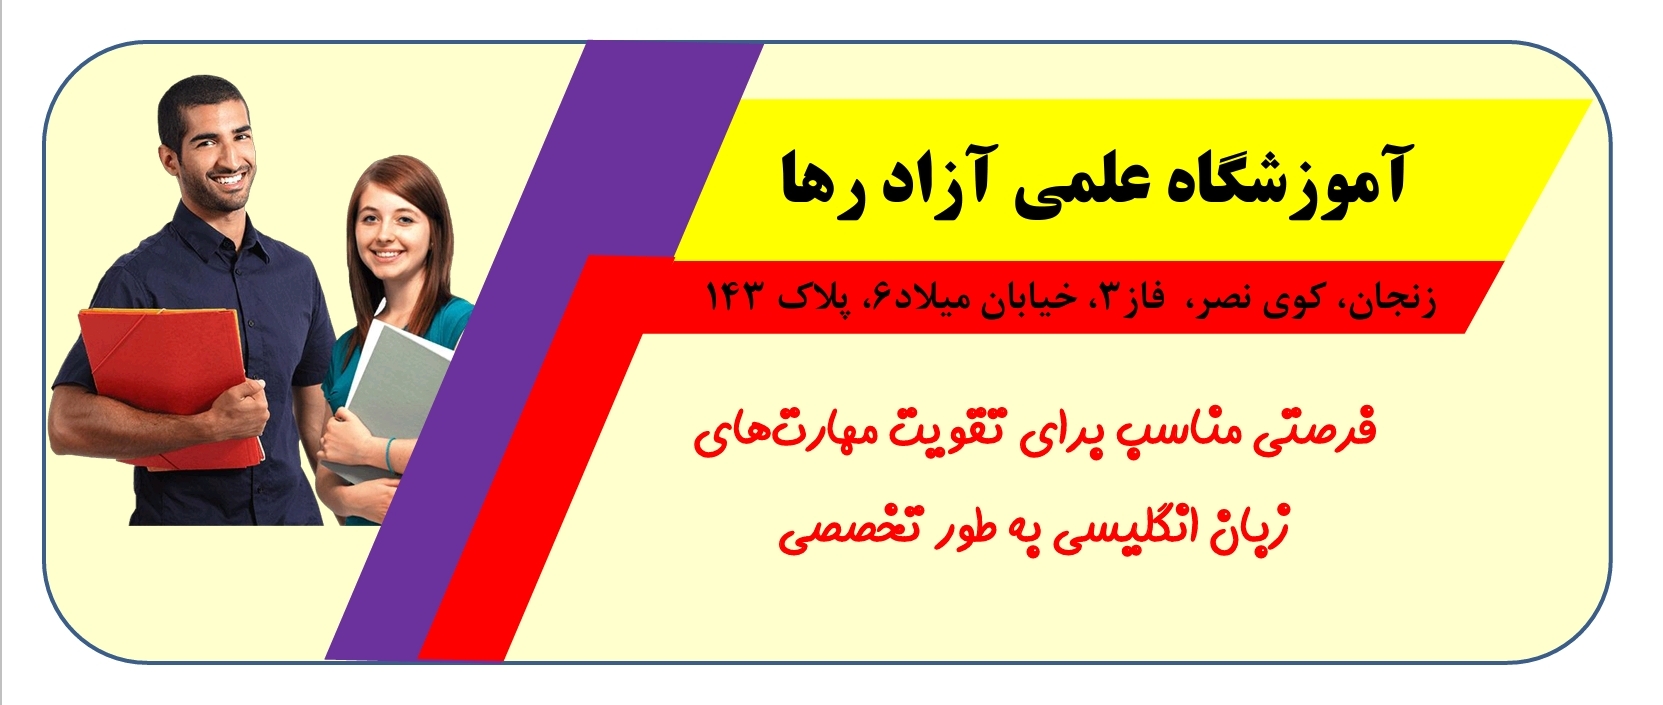 آموزشگاه علمی آزاد رها
زنجان، کوی نصر، فاز۳، خیابان میلاد۶، پلاک ۱۴۳
فرصتی مناسب برای تقویت مهارت‌های
زبان انگلیسی به طور تخصصی